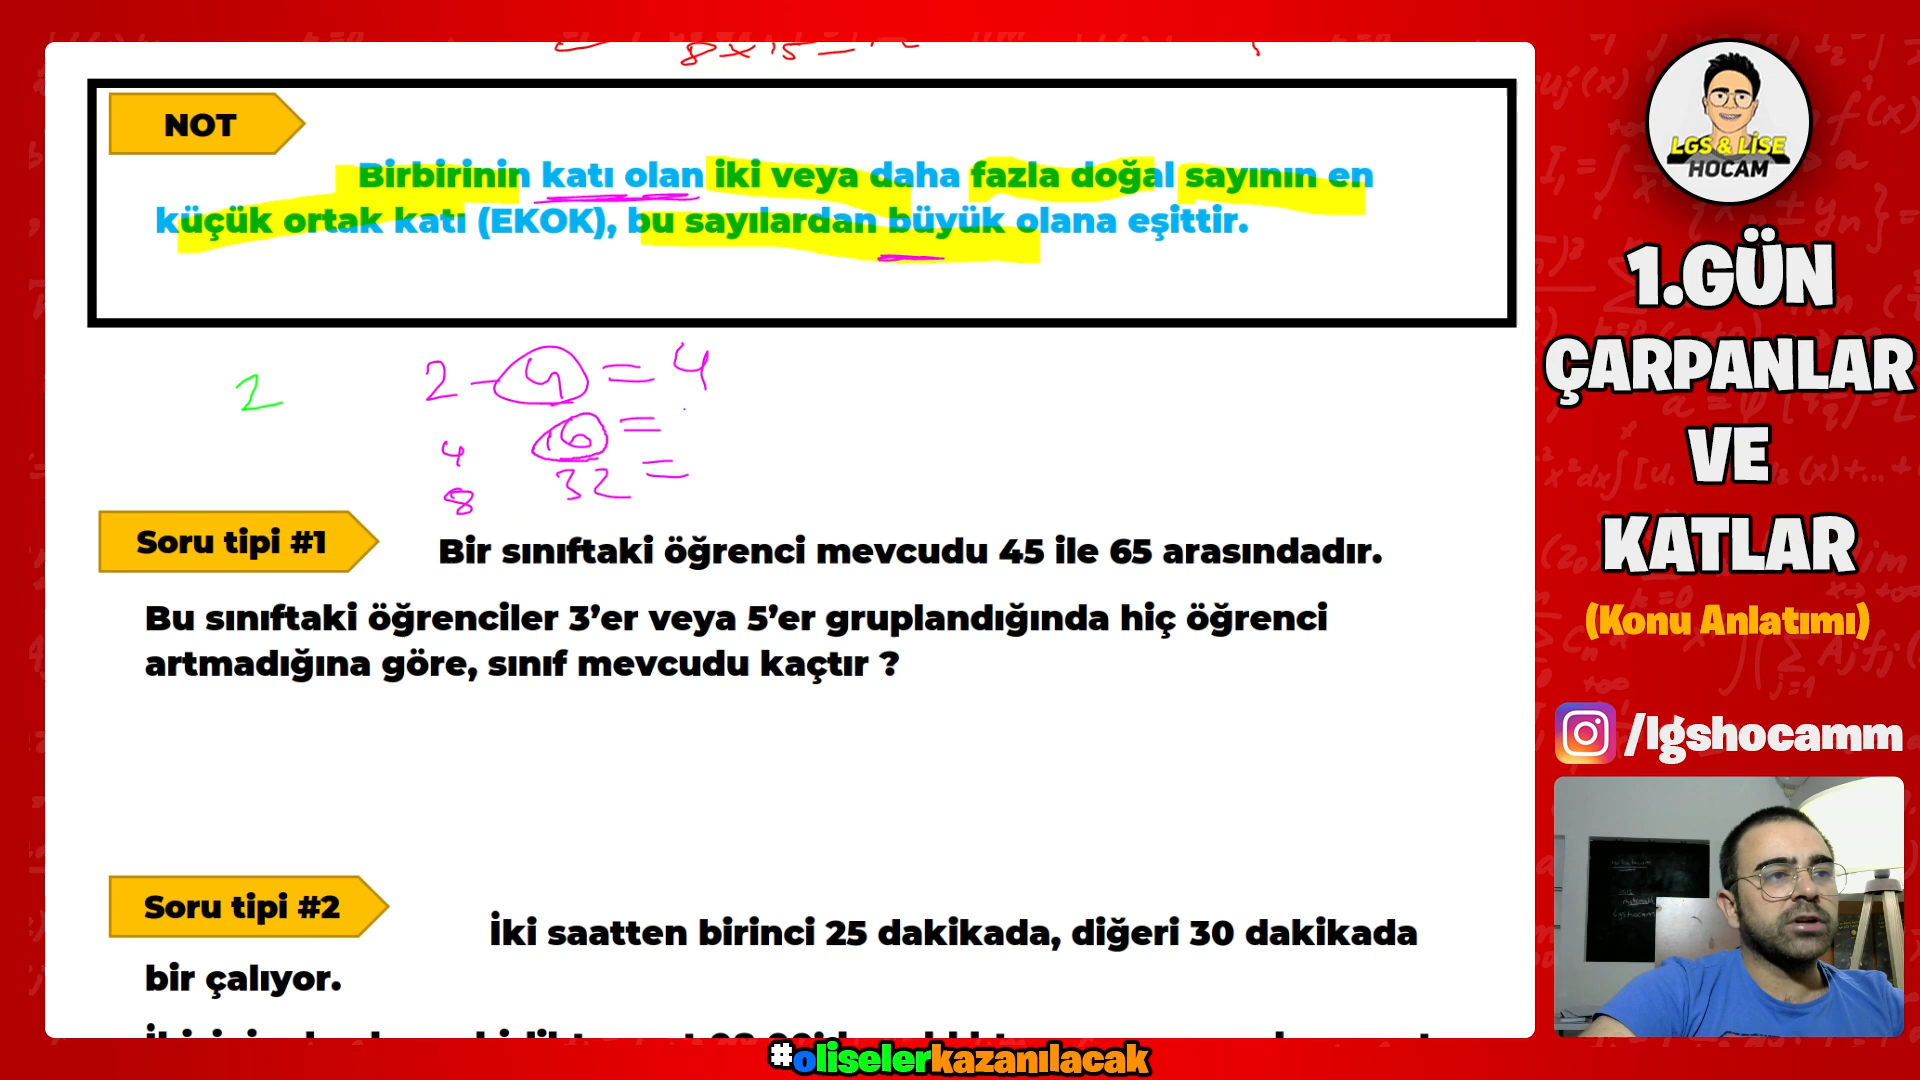 8x15=
NOT
Birbirinin katı olan iki veya daha fazla doğal sayının en
küçük ortak katı (EKOK), bu sayılardan büyük olana eşittir.
2
2 - 4 = 4
4 16 =
8 32 =
Soru tipi #1
Bir sınıftaki öğrenci mevcudu 45 ile 65 arasındadır.
Bu sınıftaki öğrenciler 3’er veya 5’er gruplandığında hiç öğrenci
artmadığına göre, sınıf mevcudu kaçtır ?
Soru tipi #2
İki saatten birinci 25 dakikada, diğeri 30 dakikada
bir çalıyor.
LGS & LİSE
HOCAM
1.GÜN
ÇARPANLAR
VE
KATLAR
(Konu Anlatımı)
/lgshocamm
#oliselerkazanılacak